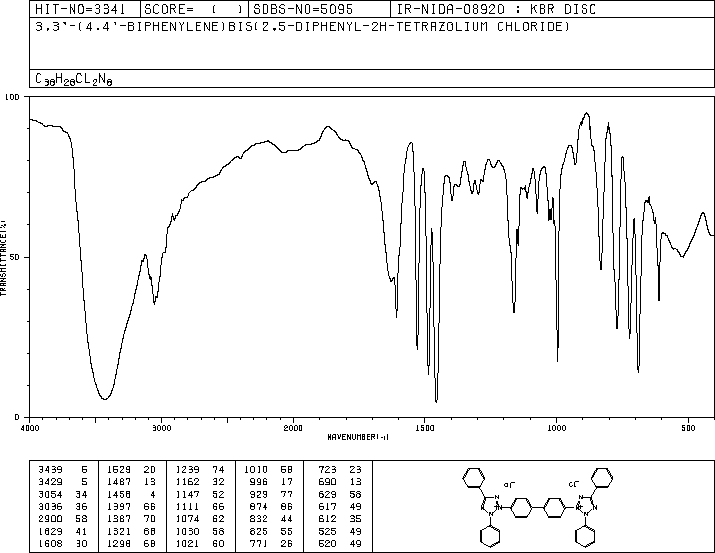 HIT-NO=3341 SCORE= ( ) SDBS-NO=5095 IR-NIDA-08920 : KBR DISC
3,3'-(4,4'-BIPHENYLENE)BIS(2,5-DIPHENYL-2H-TETRAZOLIUM CHLORIDE)
C38H28CL2N8
100
TRANSMITTANCE(%)
50
0
4000 3000 2000 1500 1000 500
WAVENUMBER(-1)
3439 5 1529 20 1239 74 1010 58 723 23
3429 5 1487 13 1162 32 996 17 690 13
3054 34 1458 4 1147 52 929 77 629 58
3036 36 1397 66 1111 66 874 86 617 49
2900 58 1367 70 1074 62 832 44 612 35
1629 41 1321 68 1030 58 825 55 525 49
1608 30 1298 68 1021 60 771 26 520 49
Cl⁻ Cl⁻
N N N N
N⁺ N⁺
N N